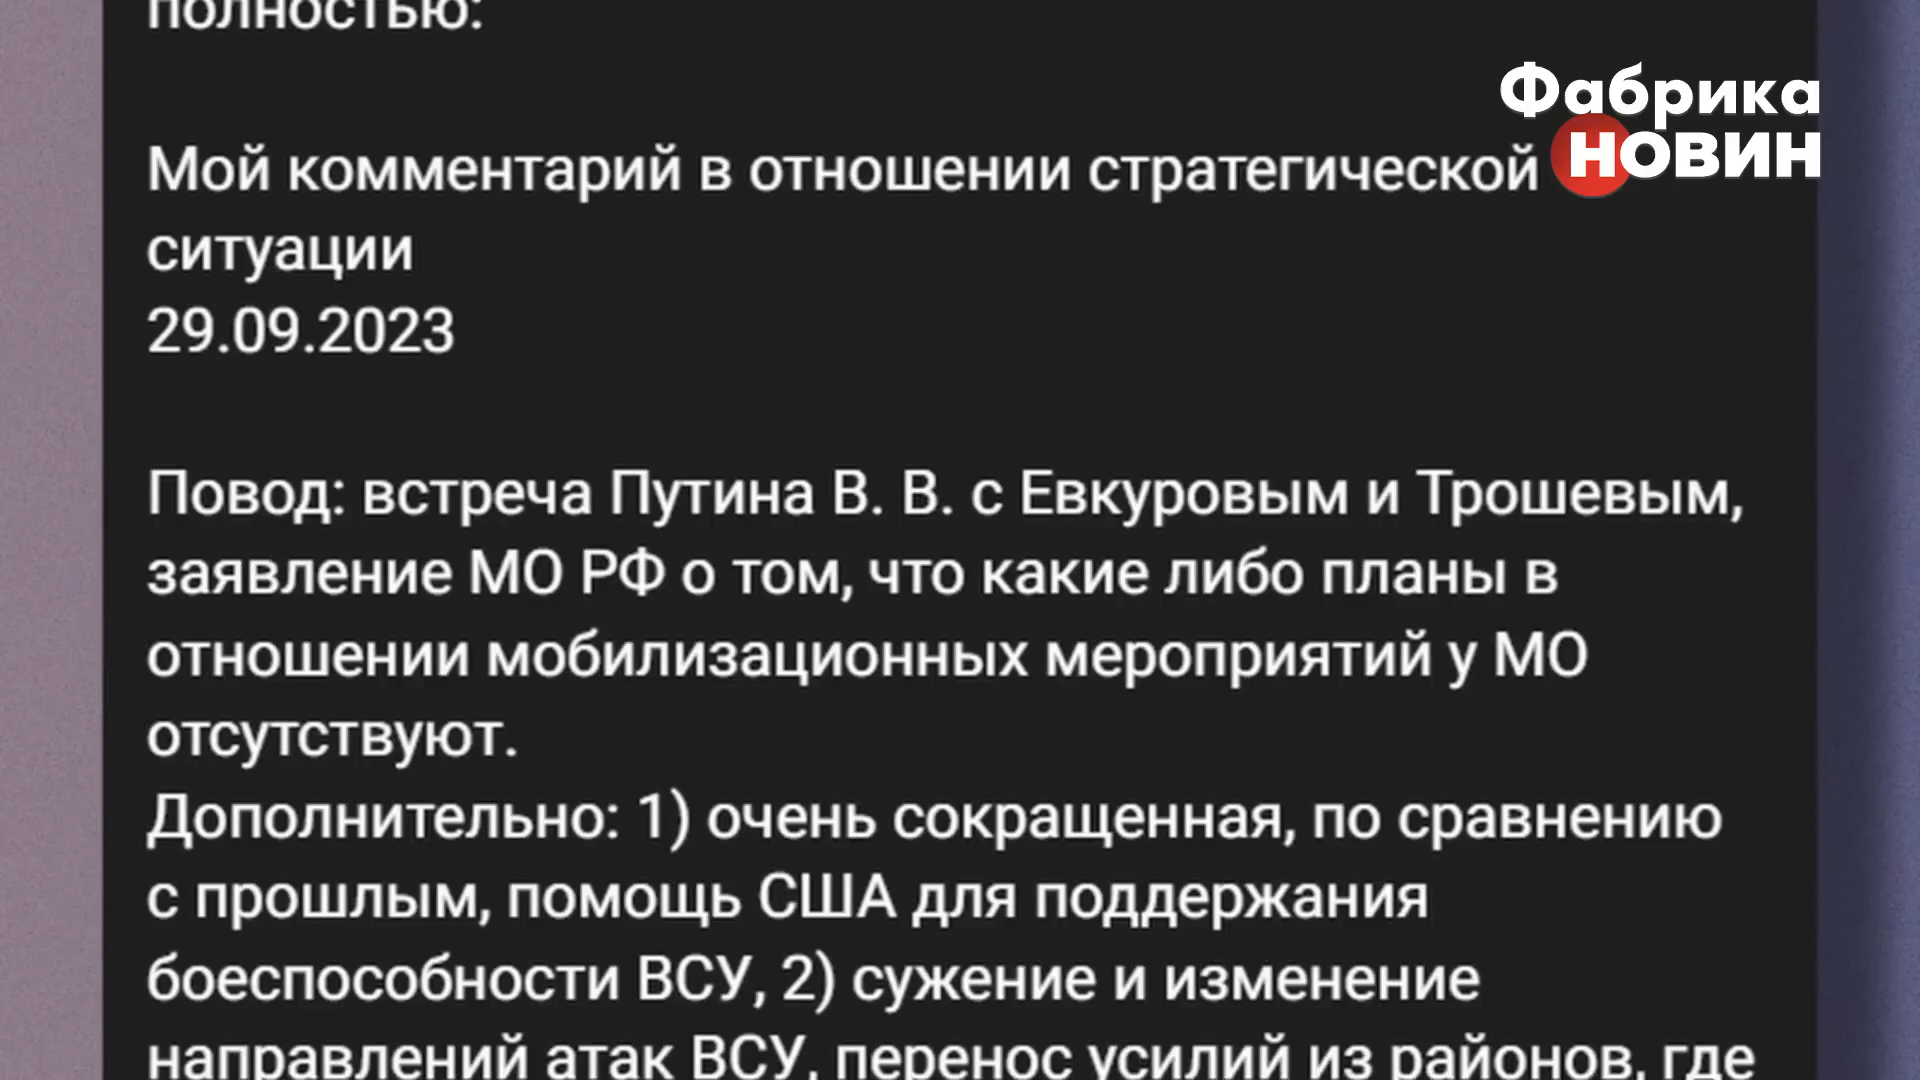 полностью:
Фабрика
новин
Мой комментарий в отношении стратегической
ситуации
29.09.2023
Повод: встреча Путина В. В. с Евкуровым и Трошевым,
заявление МО РФ о том, что какие либо планы в
отношении мобилизационных мероприятий у МО
отсутствуют.
Дополнительно: 1) очень сокращенная, по сравнению
с прошлым, помощь США для поддержания
боеспособности ВСУ, 2) сужение и изменение
направлений атак ВСУ, перенос усилий из районов, где